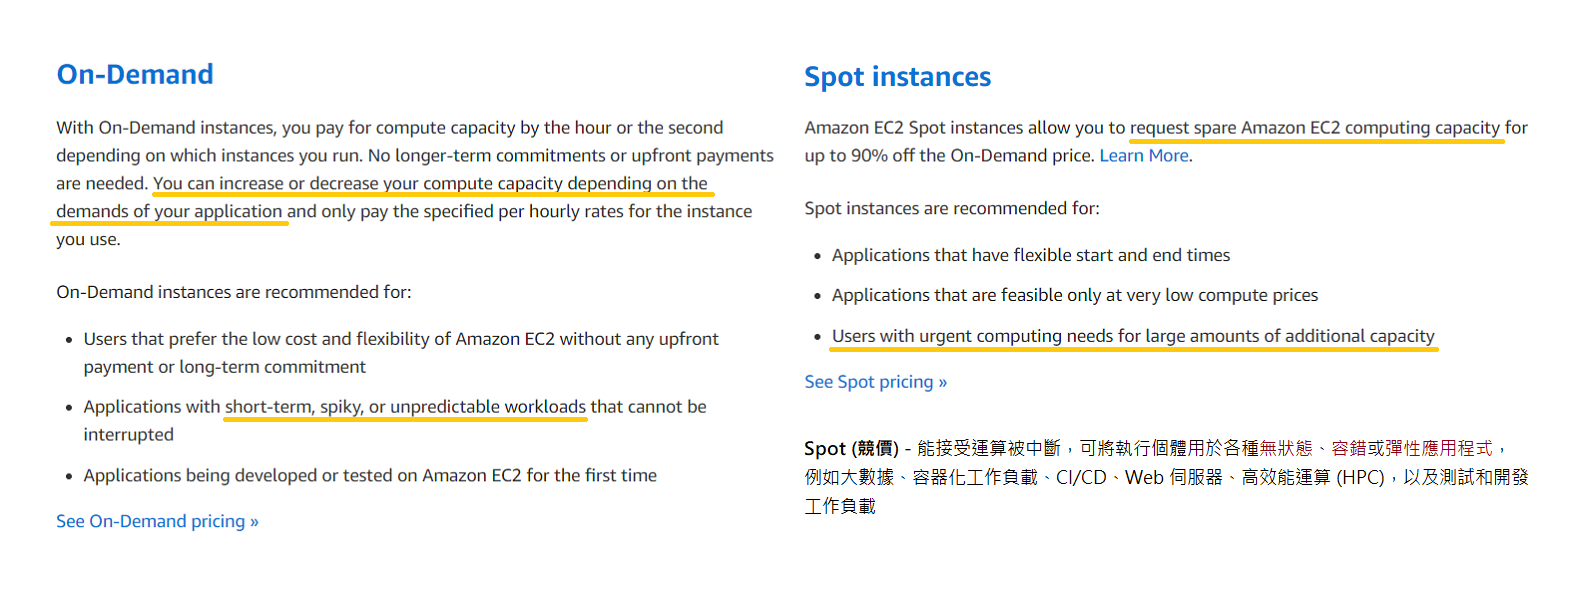 On-Demand
With On-Demand instances, you pay for compute capacity by the hour or the second
depending on which instances you run. No longer-term commitments or upfront payments
are needed. You can increase or decrease your compute capacity depending on the
demands of your application and only pay the specified per hourly rates for the instance
you use.
On-Demand instances are recommended for:
• Users that prefer the low cost and flexibility of Amazon EC2 without any upfront
payment or long-term commitment
• Applications with short-term, spiky, or unpredictable workloads that cannot be
interrupted
• Applications being developed or tested on Amazon EC2 for the first time
See On-Demand pricing »
Spot instances
Amazon EC2 Spot instances allow you to request spare Amazon EC2 computing capacity for
up to 90% off the On-Demand price. Learn More.
Spot instances are recommended for:
• Applications that have flexible start and end times
• Applications that are feasible only at very low compute prices
• Users with urgent computing needs for large amounts of additional capacity
See Spot pricing »
Spot (競價) - 能接受運算被中斷，可將執行個體用於各種無狀態、容錯或彈性應用程式，
例如大數據、容器化工作負載、CI/CD、Web 伺服器、高效能運算 (HPC)，以及測試和開發
工作負載